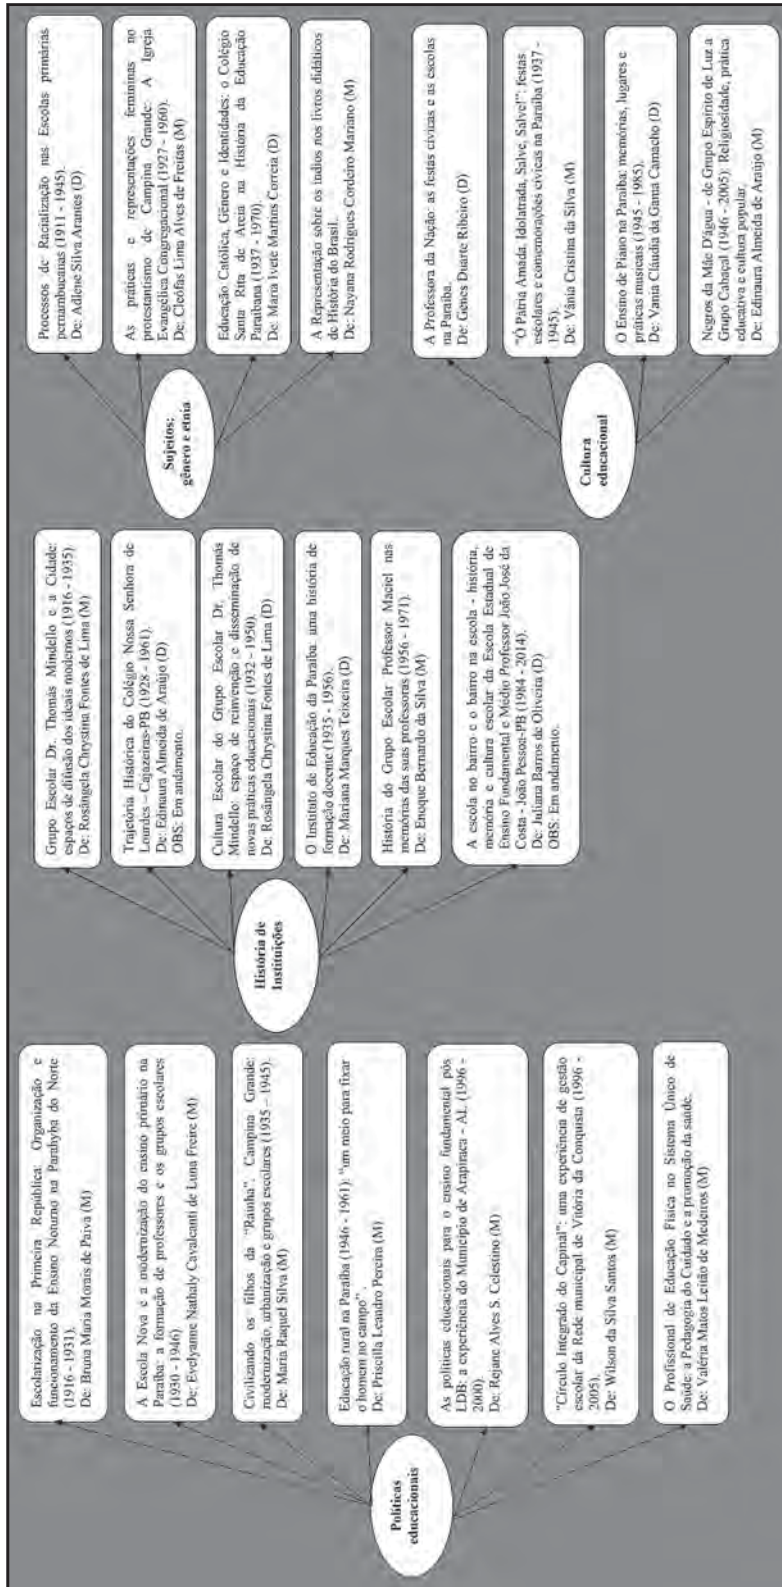 Políticas
educacionais
Escolarização na Primeira República: Organização e
funcionamento da Ensino Noturno na Parahyba do Norte
(1916 - 1931).
De: Bruna Maria Morais de Paiva (M)
A Escola Nova e a modernização do ensino primário na
Paraíba: a formação de professores e os grupos escolares
(1930 - 1946)
De: Evelyanne Nathaly Cavalcanti de Luna Freire (M)
Civilizando os filhos da "Rainha". Campina Grande:
modernização, urbanização e grupos escolares (1935 – 1945).
De: Maria Raquel Silva (M)
Educação rural na Paraíba (1946 - 1961): "um meio para fixar
o homem no campo".
De: Priscilla Leandro Pereira (M)
As políticas educacionais para o ensino fundamental pós
LDB: a experiência do Município de Arapiraca - AL (1996 -
2000).
De: Rejane Alves S. Celestino (M)
"Círculo Integrado do Capinal": uma experiência de gestão
escolar da Rede municipal de Vitória da Conquista (1996 -
2005).
De: Wilson da Silva Santos (M)
O Profissional de Educação Física no Sistema Único de
Saúde: a Pedagogia do Cuidado e a promoção da saúde.
De: Valéria Matos Leitão de Medeiros (M)
História de
Instituições
Grupo Escolar Dr. Thomás Mindello e a Cidade:
espaços de difusão dos ideais modernos (1916 - 1935).
De: Rosângela Chrystina Fontes de Lima (M)
Trajetória Histórica do Colégio Nossa Senhora de
Lourdes – Cajazeiras-PB (1928 - 1961).
De: Edinaura Almeida de Araújo (D)
OBS: Em andamento.
Cultura Escolar do Grupo Escolar Dr. Thomás
Mindello: espaço de reinvenção e disseminação de
novas práticas educacionais (1932 - 1950).
De: Rosângela Chrystina Fontes de Lima (D)
O Instituto de Educação da Paraíba: uma história de
formação docente (1935 - 1956).
De: Mariana Marques Teixeira (D)
História do Grupo Escolar Professor Maciel nas
memórias das suas professoras (1956 - 1971).
De: Enoque Bernardo da Silva (M)
A escola no bairro e o bairro na escola - história,
memória e cultura escolar da Escola Estadual de
Ensino Fundamental e Médio Professor João José da
Costa - João Pessoa-PB (1984 - 2014).
De: Juliana Barros de Oliveira (D)
OBS: Em andamento.
Sujeitos:
gênero e etnia
Processos de Racialização nas Escolas primárias
pernambucanas (1911 - 1945).
De: Adlene Silva Arantes (D)
As práticas e representações femininas no
protestantismo de Campina Grande: A Igreja
Evangélica Congregacional (1927 - 1960).
De: Cleófas Lima Alves de Freitas (M)
Educação Católica, Gênero e Identidades: o Colégio
Santa Rita de Areia na História da Educação
Paraibana (1937 - 1970).
De: Maria Ivete Martins Correia (D)
A Representação sobre os índios nos livros didáticos
de História do Brasil.
De: Nayana Rodrigues Cordeiro Mariano (M)
Cultura
educacional
A Professora da Nação: as festas cívicas e as escolas
na Paraíba.
De: Genes Duarte Ribeiro (D)
"Ó Pátria Amada, Idolatrada, Salve, Salve!": festas
escolares e comemorações cívicas na Paraíba (1937 -
1945).
De: Vânia Cristina da Silva (M)
O Ensino de Piano na Paraíba: memórias, lugares e
práticas musicais (1945 - 1985).
De: Vania Cláudia da Gama Camacho (D)
Negros da Mãe D'água - de Grupo Espírito de Luz a
Grupo Cabaçal (1946 - 2005): Religiosidade, prática
educativa e cultura popular.
De: Edinaura Almeida de Araújo (M)